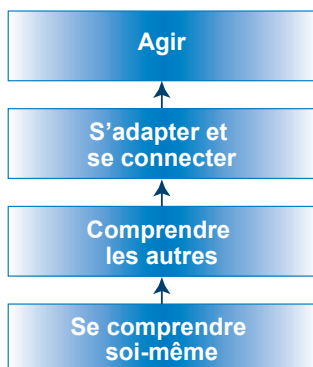 Agir
S’adapter et
se connecter
Comprendre
les autres
Se comprendre
soi-même